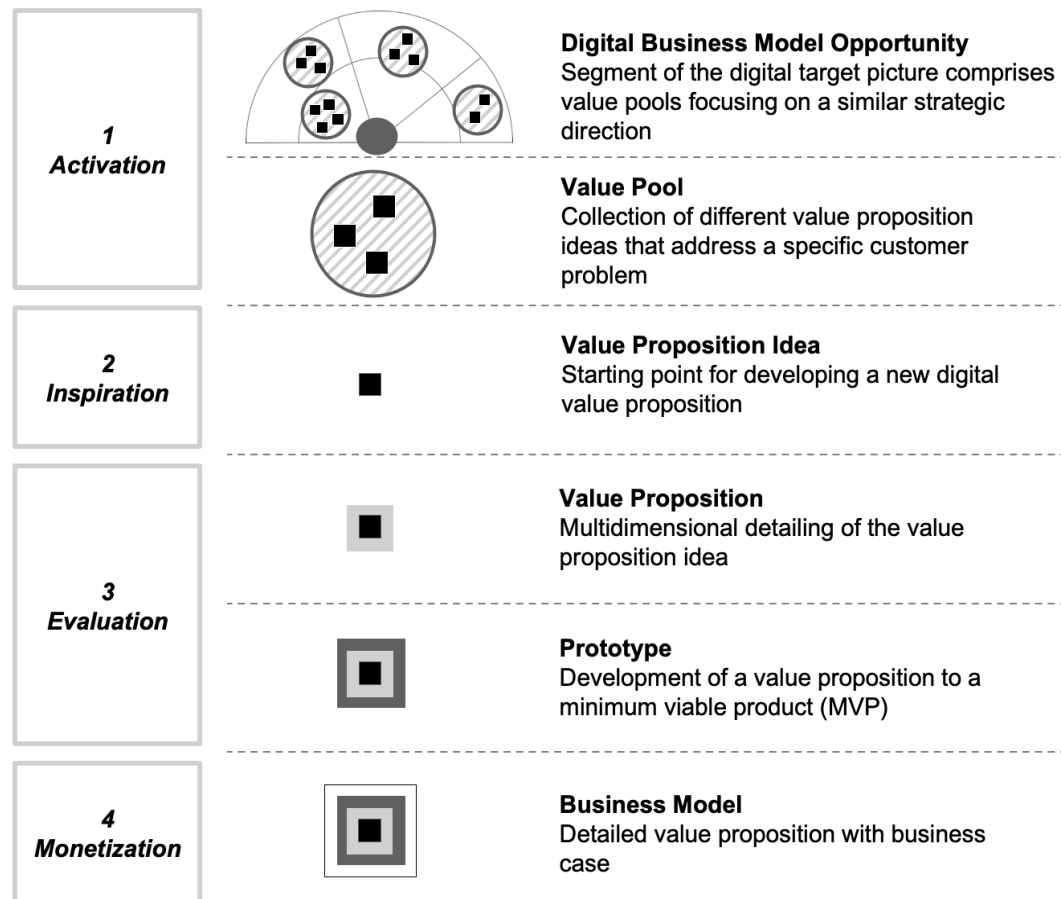 1
Activation
Digital Business Model Opportunity
Segment of the digital target picture comprises
value pools focusing on a similar strategic
direction
Value Pool
Collection of different value proposition
ideas that address a specific customer
problem
2
Inspiration
Value Proposition Idea
Starting point for developing a new digital
value proposition
3
Evaluation
Value Proposition
Multidimensional detailing of the value
proposition idea
Prototype
Development of a value proposition to a
minimum viable product (MVP)
4
Monetization
Business Model
Detailed value proposition with business
case